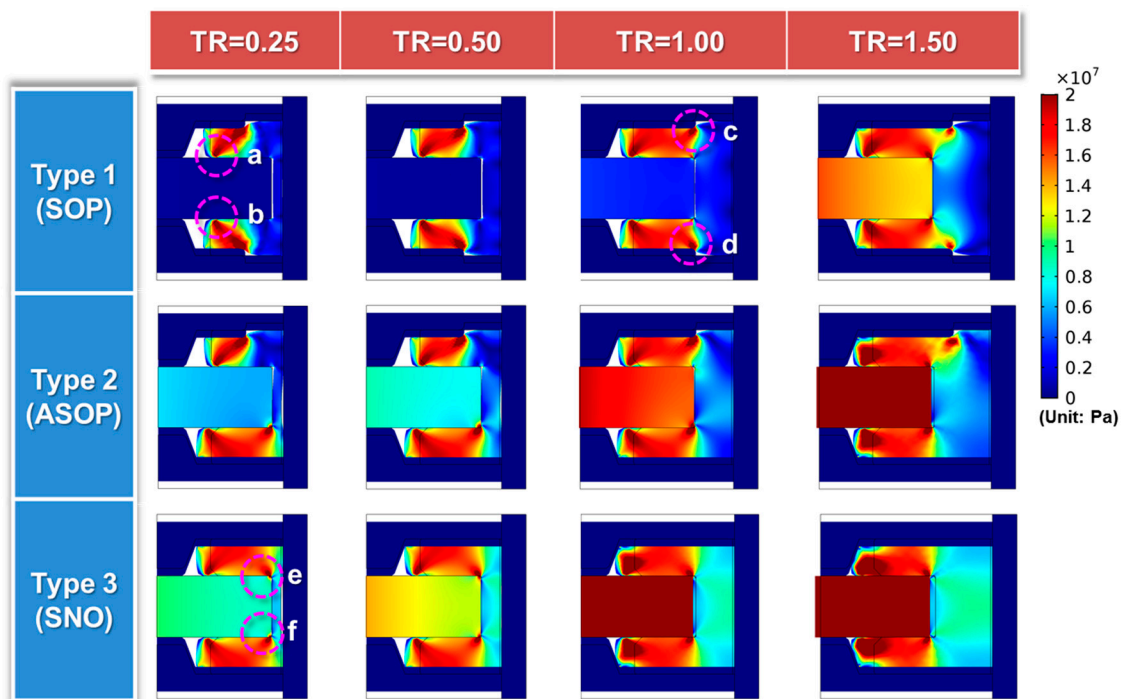 TR=0.25 TR=0.50 TR=1.00 TR=1.50
×10⁷
Type 1
(SOP)
a
b
c
d
2
1.8
1.6
1.4
1.2
1
0.8
0.6
0.4
0.2
0
(Unit: Pa)
Type 2
(ASOP)
Type 3
(SNO)
e
f